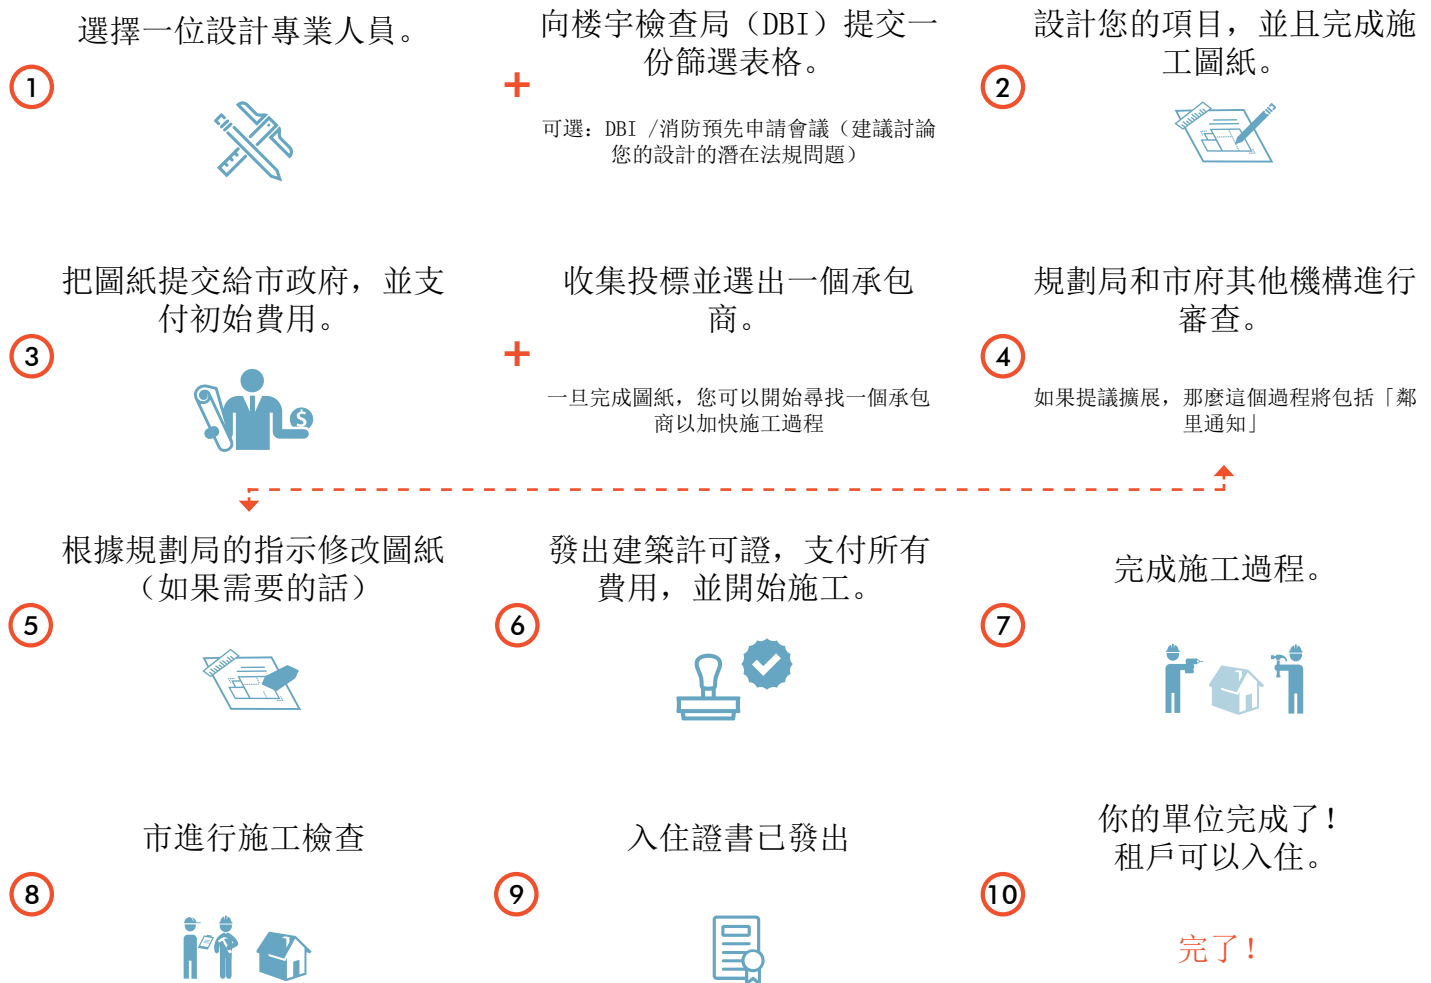 選擇一位設計專業人員。
1
+
向楼宇檢查局（DBI）提交一
份篩選表格。
可選：DBI /消防預先申請會議（建議討論
您的設計的潛在法規問題）
2
設計您的項目，並且完成施
工圖紙。
3
把圖紙提交給市政府，並支
付初始費用。
$
+
收集投標並選出一個承包
商。
一旦完成圖紙，您可以開始尋找一個承包
商以加快施工過程
4
規劃局和市府其他機構進行
審查。
如果提議擴展，那麼這個過程將包括「鄰
里通知」
5
根據規劃局的指示修改圖紙
（如果需要的話）
6
發出建築許可證，支付所有
費用，並開始施工。
7
完成施工過程。
8
市進行施工檢查
9
入住證書已發出
10
你的單位完成了！
租戶可以入住。
完了！